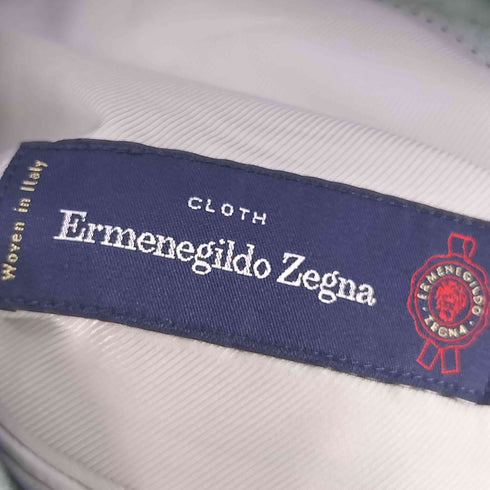 Woven in Italy
CLOTH
Ermenegildo Zegna
ERMENEGILDO
ZEGNA